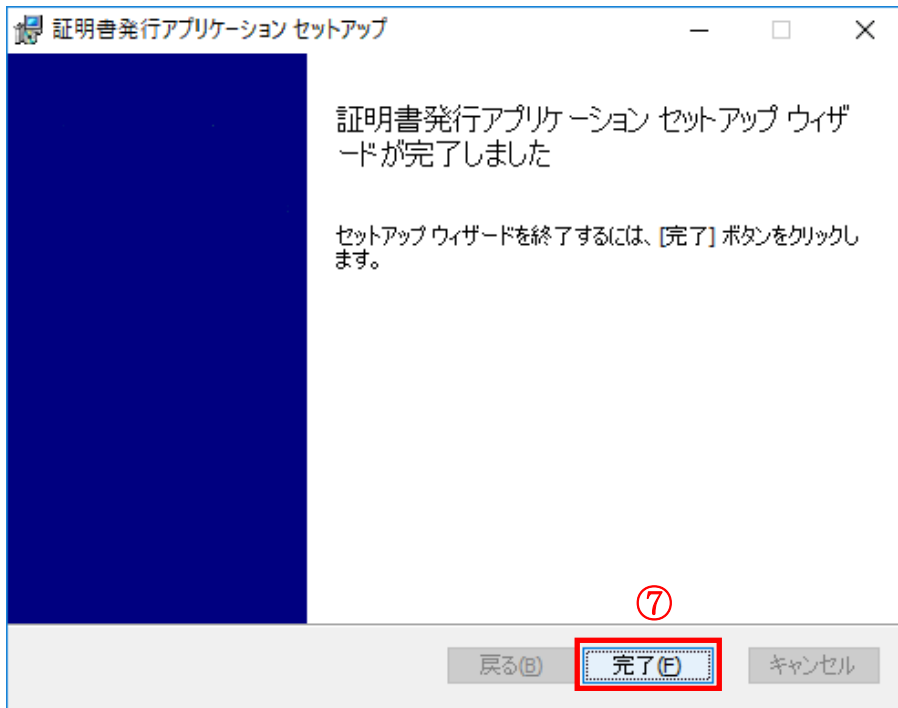 証明書発行アプリケーション セットアップ
証明書発行アプリケーション セットアップ ウィザ
ードが完了しました
セットアップ ウィザードを終了するには、[完了] ボタンをクリックし
ます。
⑦
戻る(B) 完了(F) キャンセル